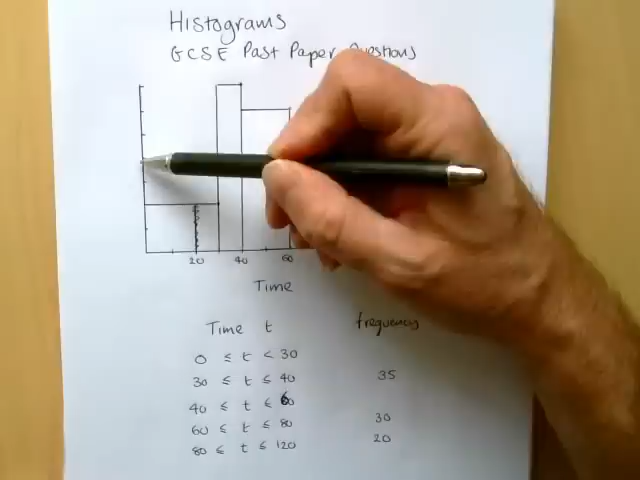 Histograms
GCSE Past Paper Questions
20 40 60
Time
Time t frequency
0 ≤ t < 30
30 ≤ t ≤ 40 35
40 ≤ t ≤ 60
60 ≤ t ≤ 80 30
80 ≤ t ≤ 120 20